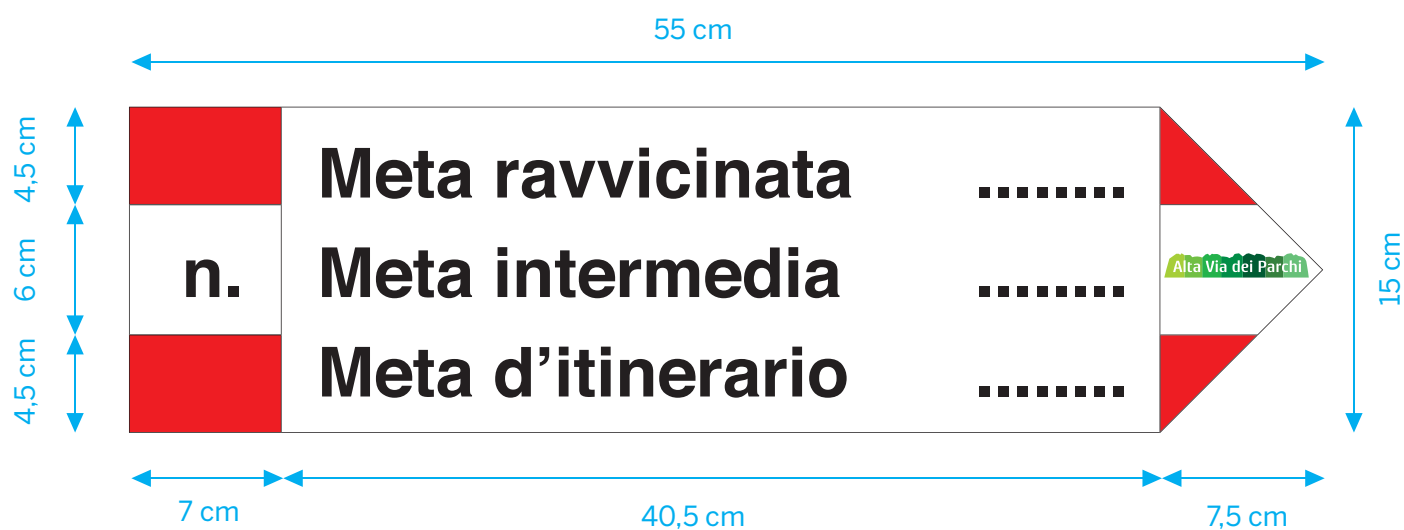 55 cm
4,5 cm
6 cm
4,5 cm
n.
Meta ravvicinata ........
Meta intermedia ........
Meta d’itinerario ........
Alta Via dei Parchi
15 cm
7 cm
40,5 cm
7,5 cm